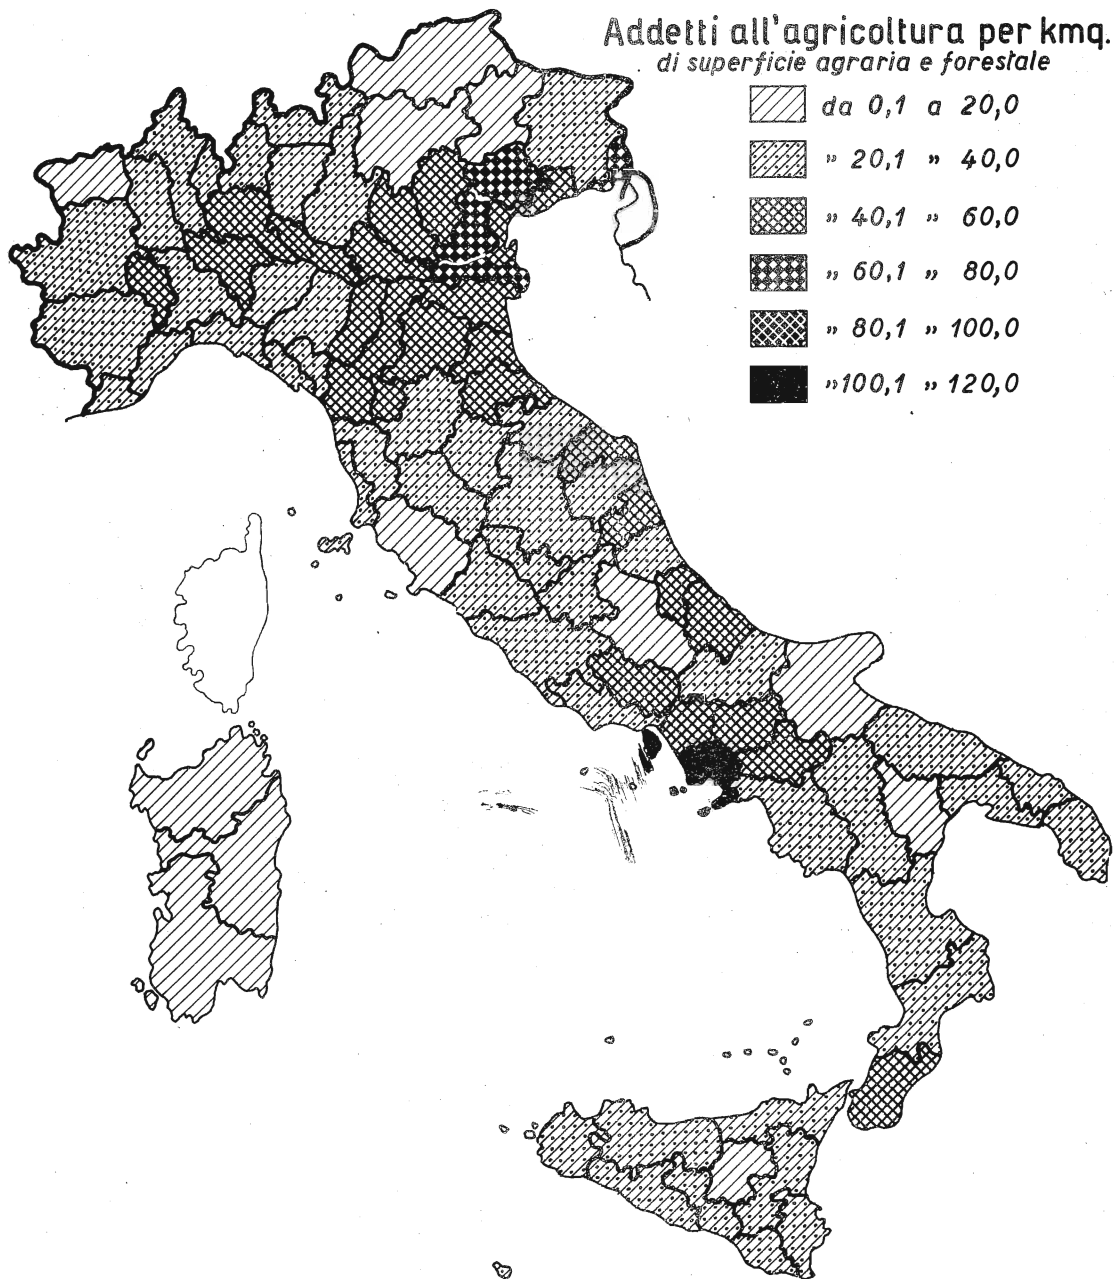 Addetti all'agricoltura per kmq.
di superficie agraria e forestale
da 0,1 a 20,0
" 20,1 " 40,0
" 40,1 " 60,0
" 60,1 " 80,0
" 80,1 " 100,0
" 100,1 " 120,0